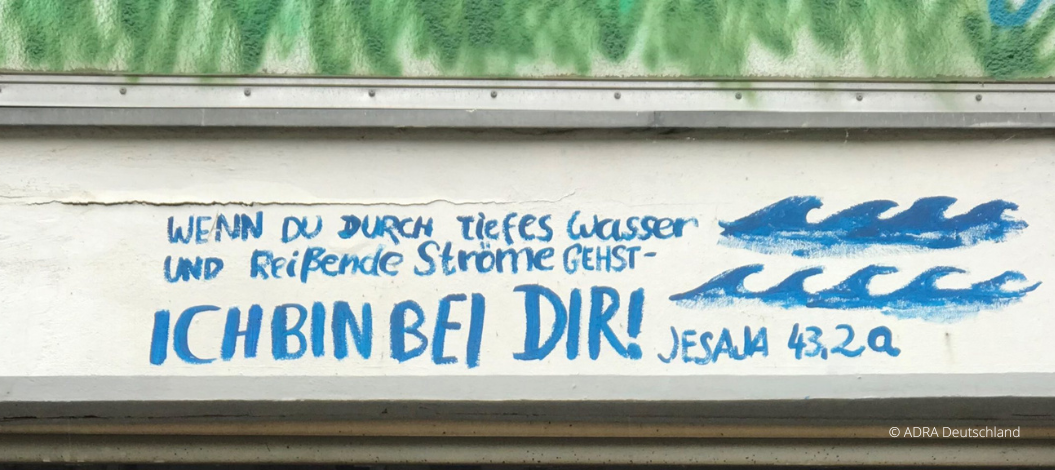 WENN DU DURCH tiefes Wasser
UND Reißende Ströme GEHST-
ICH BIN BEI DIR!
JESAJA 43,2a
© ADRA Deutschland